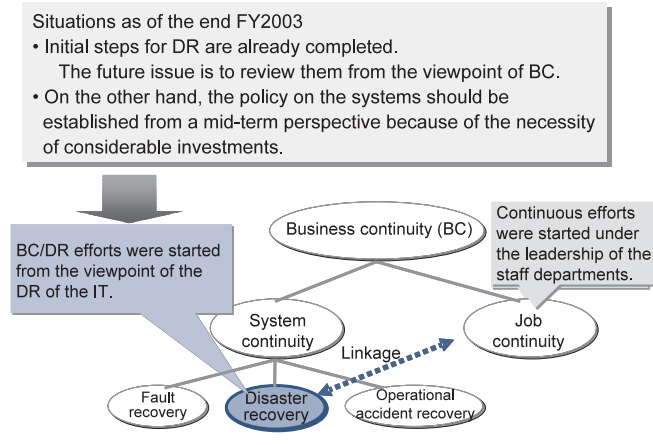 Situations as of the end FY2003
• Initial steps for DR are already completed.
The future issue is to review them from the viewpoint of BC.
• On the other hand, the policy on the systems should be
established from a mid-term perspective because of the necessity
of considerable investments.
BC/DR efforts were started
from the viewpoint of the
DR of the IT.
Business continuity (BC)
Continuous efforts
were started under
the leadership of the
staff departments.
System
continuity
Linkage
Job
continuity
Fault
recovery
Disaster
recovery
Operational
accident recovery